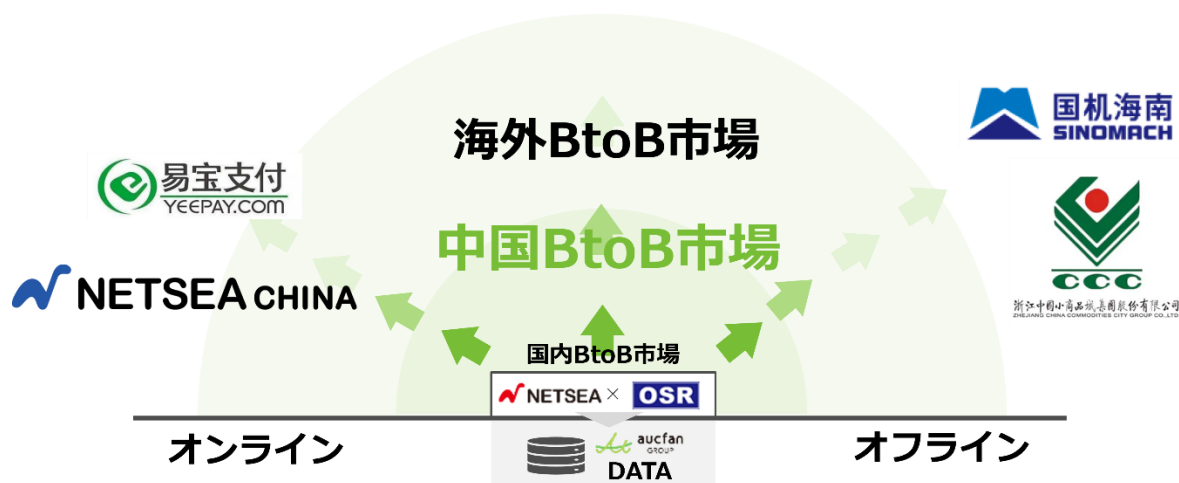 海外BtoB市場
国机海南
SINOMACH
易宝支付
YEEPAY.COM
中国BtoB市場
NETSEA CHINA
CCC
浙江中国小商品城集团股份有限公司
ZHEJIANG CHINA COMMODITIES CITY GROUP CO.,LTD
国内BtoB市場
NETSEA × OSR
オンライン
オフライン
aucfan
GROUP
DATA